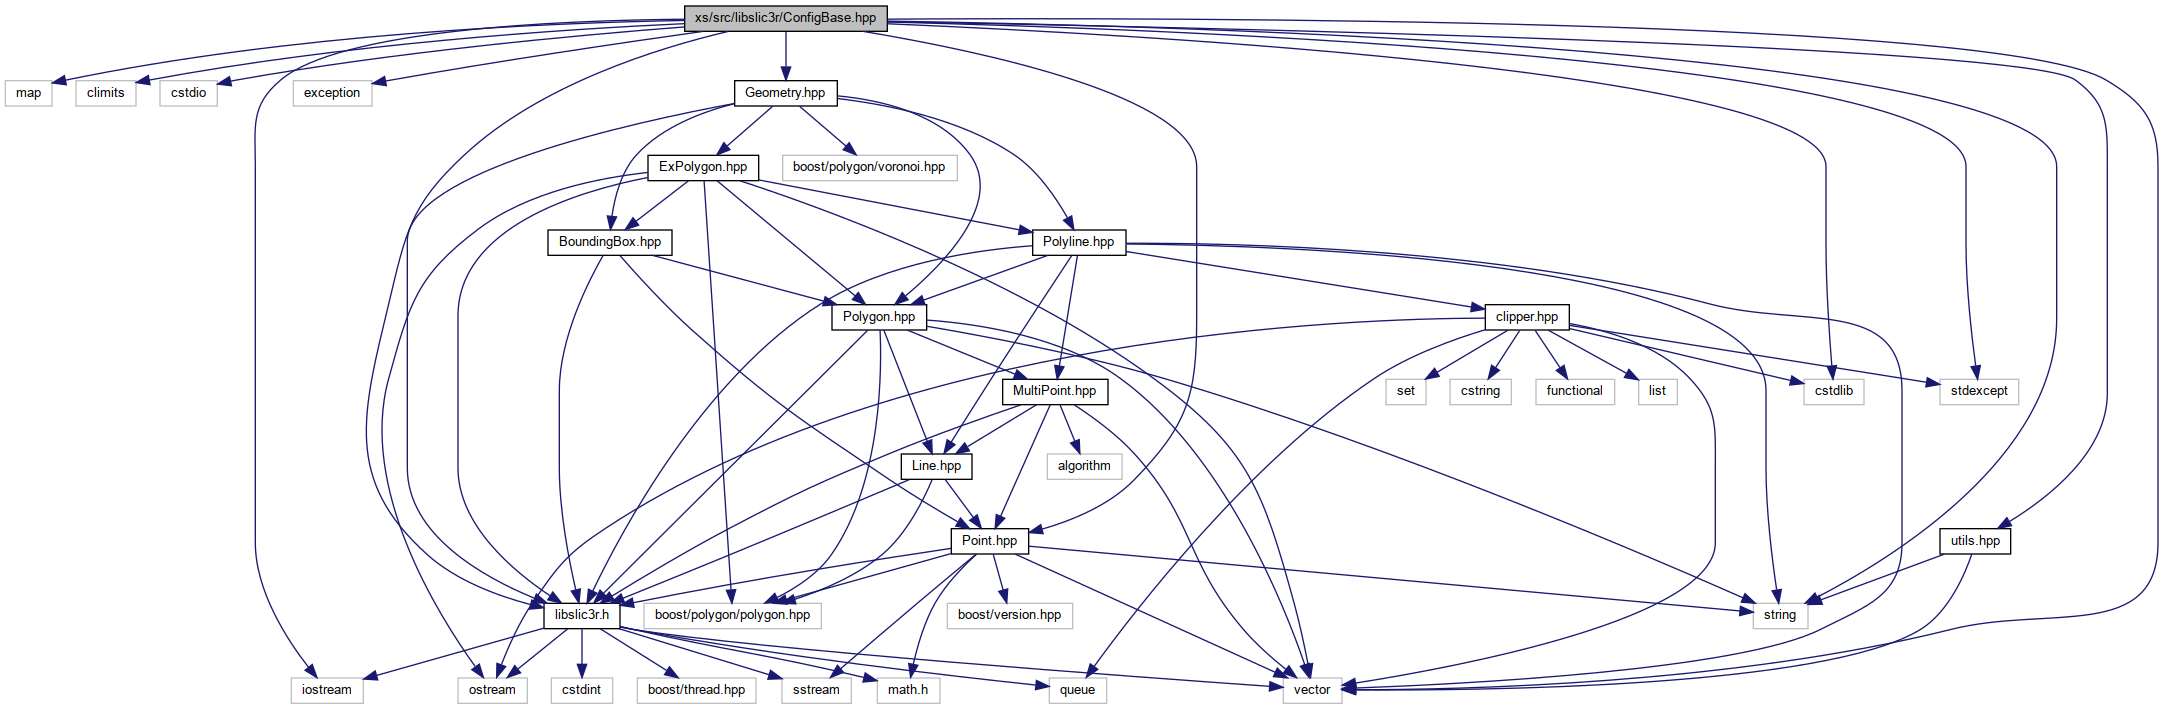 xs/src/libslic3r/ConfigBase.hpp
map
climits
cstdio
exception
Geometry.hpp
ExPolygon.hpp
boost/polygon/voronoi.hpp
BoundingBox.hpp
Polyline.hpp
Polygon.hpp
clipper.hpp
MultiPoint.hpp
set
cstring
functional
list
cstdlib
stdexcept
Line.hpp
algorithm
Point.hpp
utils.hpp
libslic3r.h
boost/polygon/polygon.hpp
boost/version.hpp
string
iostream
ostream
cstdint
boost/thread.hpp
sstream
math.h
queue
vector